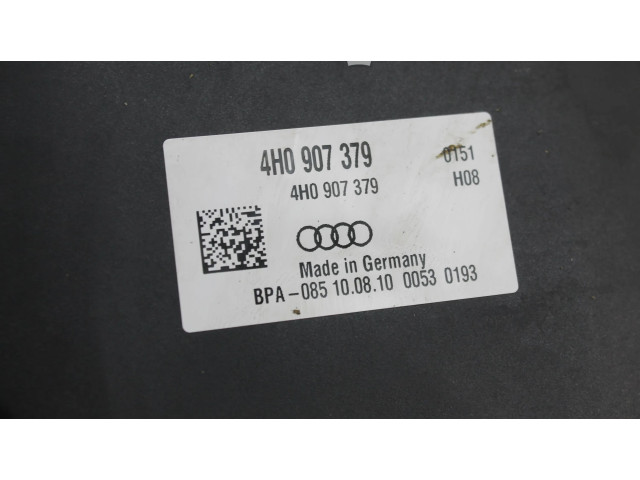 4H0 907 379 0151
4H0 907 379 H08
Made in Germany
BPA-085 10.08.10 0053 0193